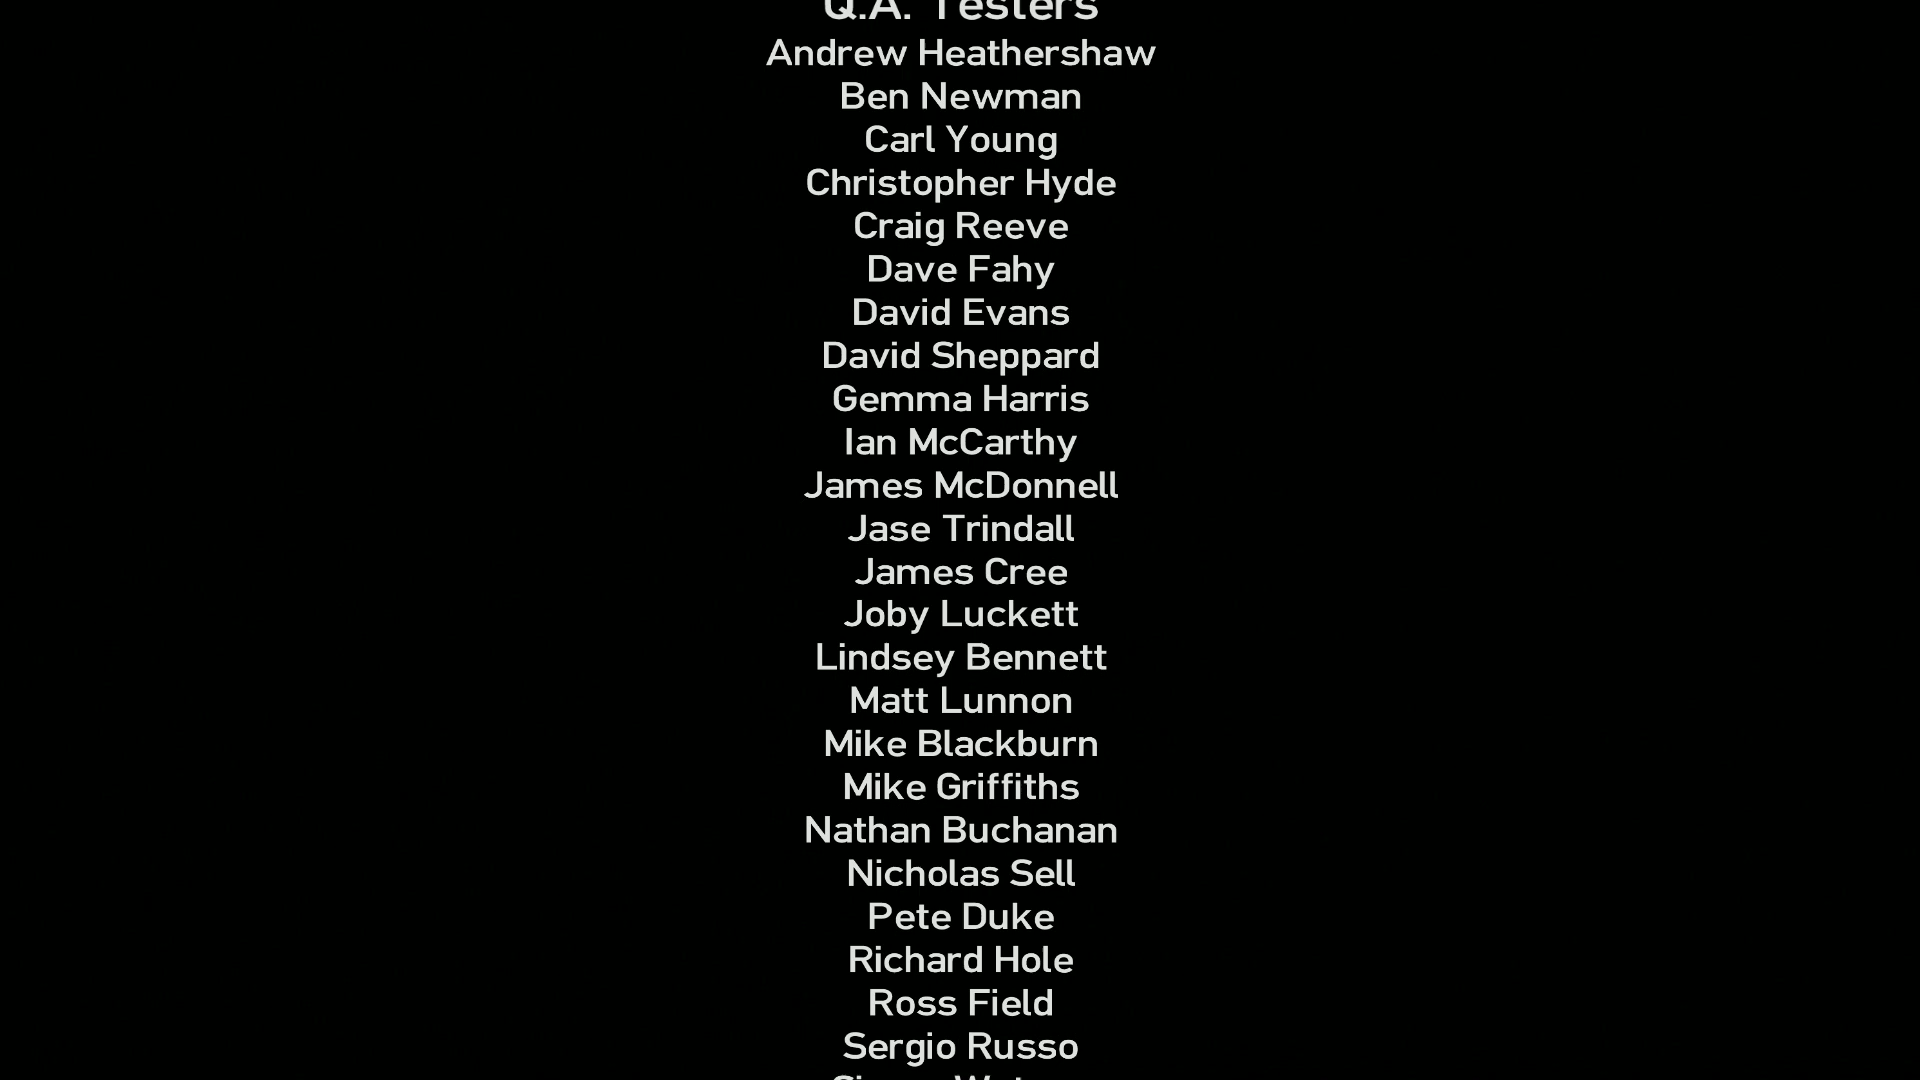 Q.A. Testers
Andrew Heathershaw
Ben Newman
Carl Young
Christopher Hyde
Craig Reeve
Dave Fahy
David Evans
David Sheppard
Gemma Harris
Ian McCarthy
James McDonnell
Jase Trindall
James Cree
Joby Luckett
Lindsey Bennett
Matt Lunnon
Mike Blackburn
Mike Griffiths
Nathan Buchanan
Nicholas Sell
Pete Duke
Richard Hole
Ross Field
Sergio Russo